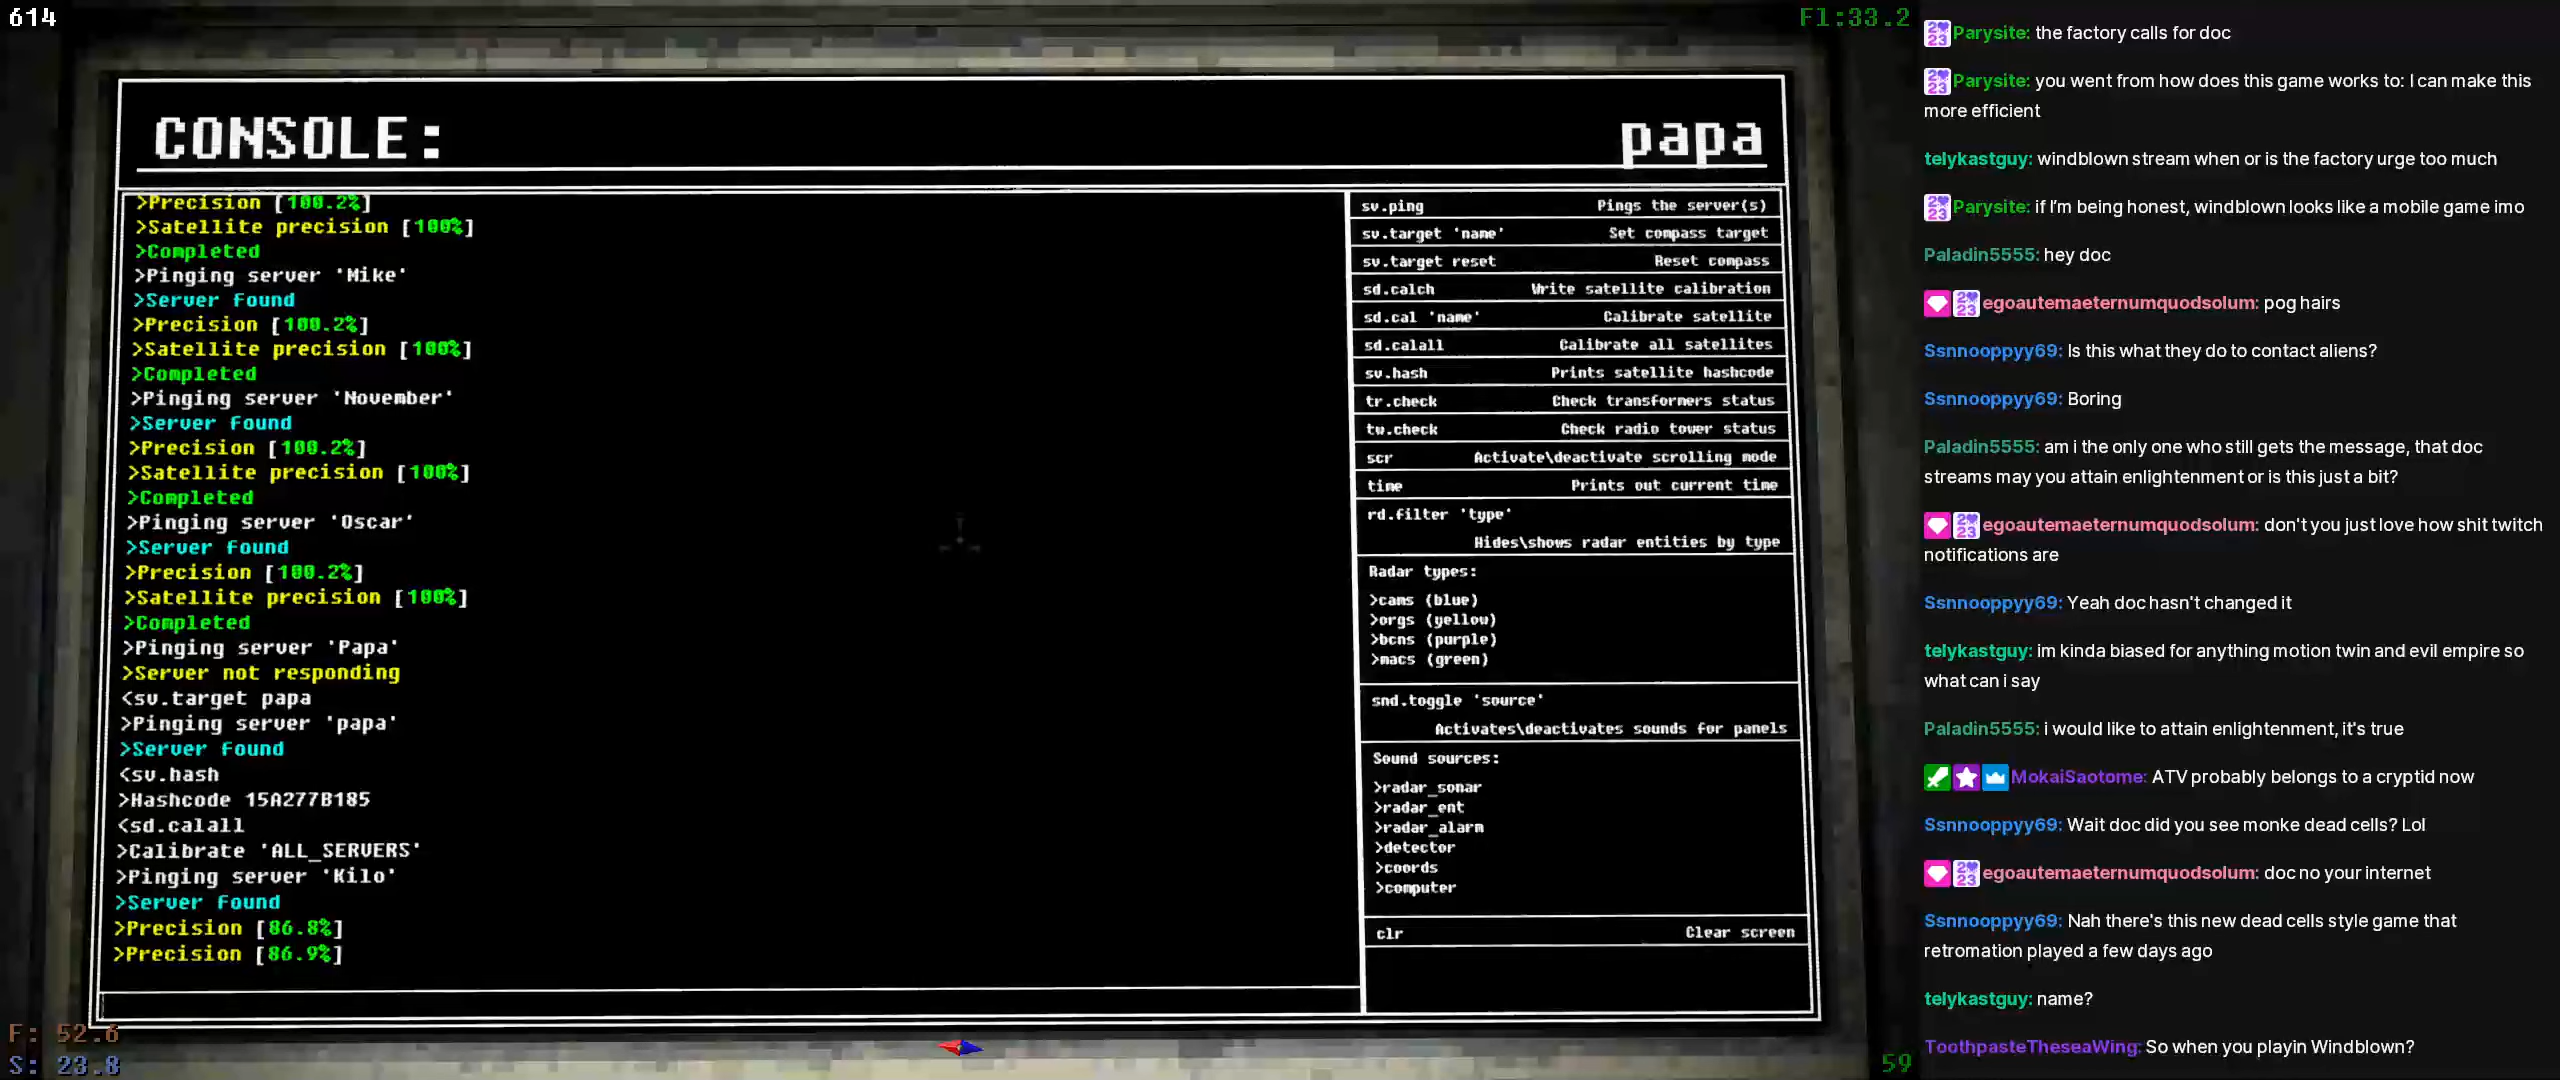 614
F1:33.2
CONSOLE:
papa
>Precision [100.2%]
>Satellite precision [100%]
>Completed
>Pinging server 'Mike'
>Server found
>Precision [100.2%]
>Satellite precision [100%]
>Completed
>Pinging server 'November'
>Server found
>Precision [100.2%]
>Satellite precision [100%]
>Completed
>Pinging server 'Oscar'
>Server found
>Precision [100.2%]
>Satellite precision [100%]
>Completed
>Pinging server 'Papa'
>Server not responding
<sv.target papa
>Pinging server 'papa'
>Server found
<sv.hash
>Hashcode 15A277B185
<sd.calall
>Calibrate 'ALL_SERVERS'
>Pinging server 'Kilo'
>Server found
>Precision [86.8%]
>Precision [86.9%]
sv.ping Pings the server(s)
sv.target 'name' Set compass target
sv.target reset Reset compass
sd.calch Write satellite calibration
sd.cal 'name' Calibrate satellite
sd.calall Calibrate all satellites
sv.hash Prints satellite hashcode
tr.check Check transformers status
tw.check Check radio tower status
scr Activate\deactivate scrolling mode
time Prints out current time
rd.filter 'type'
Hides\shows radar entities by type
Radar types:
>cams (blue)
>orgs (yellow)
>bcns (purple)
>macs (green)
snd.toggle 'source'
Activates\deactivates sounds for panels
Sound sources:
>radar_sonar
>radar_ent
>radar_alarm
>detector
>coords
>computer
clr Clear screen
F: 52.6
S: 23.8
59
Parysite: the factory calls for doc
Parysite: you went from how does this game works to: I can make this
more efficient
telykastguy: windblown stream when or is the factory urge too much
Parysite: if I'm being honest, windblown looks like a mobile game imo
Paladin5555: hey doc
egoautemaeternumquodsolum: pog hairs
Ssnnooppyy69: Is this what they do to contact aliens?
Ssnnooppyy69: Boring
Paladin5555: am i the only one who still gets the message, that doc
streams may you attain enlightenment or is this just a bit?
egoautemaeternumquodsolum: don't you just love how shit twitch
notifications are
Ssnnooppyy69: Yeah doc hasn't changed it
telykastguy: im kinda biased for anything motion twin and evil empire so
what can i say
Paladin5555: i would like to attain enlightenment, it's true
MokaiSaotome: ATV probably belongs to a cryptid now
Ssnnooppyy69: Wait doc did you see monke dead cells? Lol
egoautemaeternumquodsolum: doc no your internet
Ssnnooppyy69: Nah there's this new dead cells style game that
retromation played a few days ago
telykastguy: name?
ToothpasteTheseaWing: So when you playin Windblown?